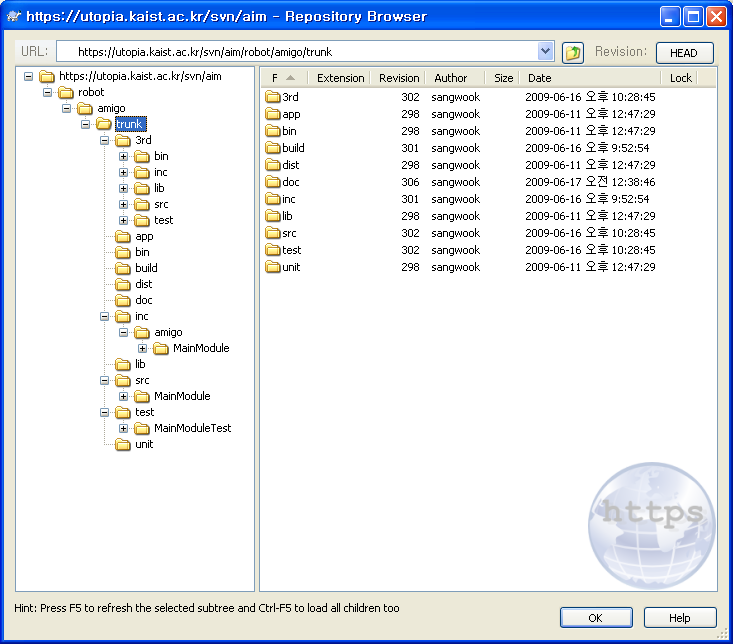 https://utopia.kaist.ac.kr/svn/aim - Repository Browser
URL: https://utopia.kaist.ac.kr/svn/aim/robot/amigo/trunk Revision: HEAD
https://utopia.kaist.ac.kr/svn/aim
robot
amigo
trunk
3rd
bin
inc
lib
src
test
app
bin
build
dist
doc
inc
amigo
MainModule
lib
src
MainModule
test
MainModuleTest
unit
F Extension Revision Author Size Date Lock
3rd 302 sangwook 2009-06-16 오후 10:28:45
app 298 sangwook 2009-06-11 오후 12:47:29
bin 298 sangwook 2009-06-11 오후 12:47:29
build 301 sangwook 2009-06-16 오후 9:52:54
dist 298 sangwook 2009-06-11 오후 12:47:29
doc 306 sangwook 2009-06-17 오전 12:38:46
inc 301 sangwook 2009-06-16 오후 9:52:54
lib 298 sangwook 2009-06-11 오후 12:47:29
src 302 sangwook 2009-06-16 오후 10:28:45
test 302 sangwook 2009-06-16 오후 10:28:45
unit 298 sangwook 2009-06-11 오후 12:47:29
https
Hint: Press F5 to refresh the selected subtree and Ctrl-F5 to load all children too
OK Help